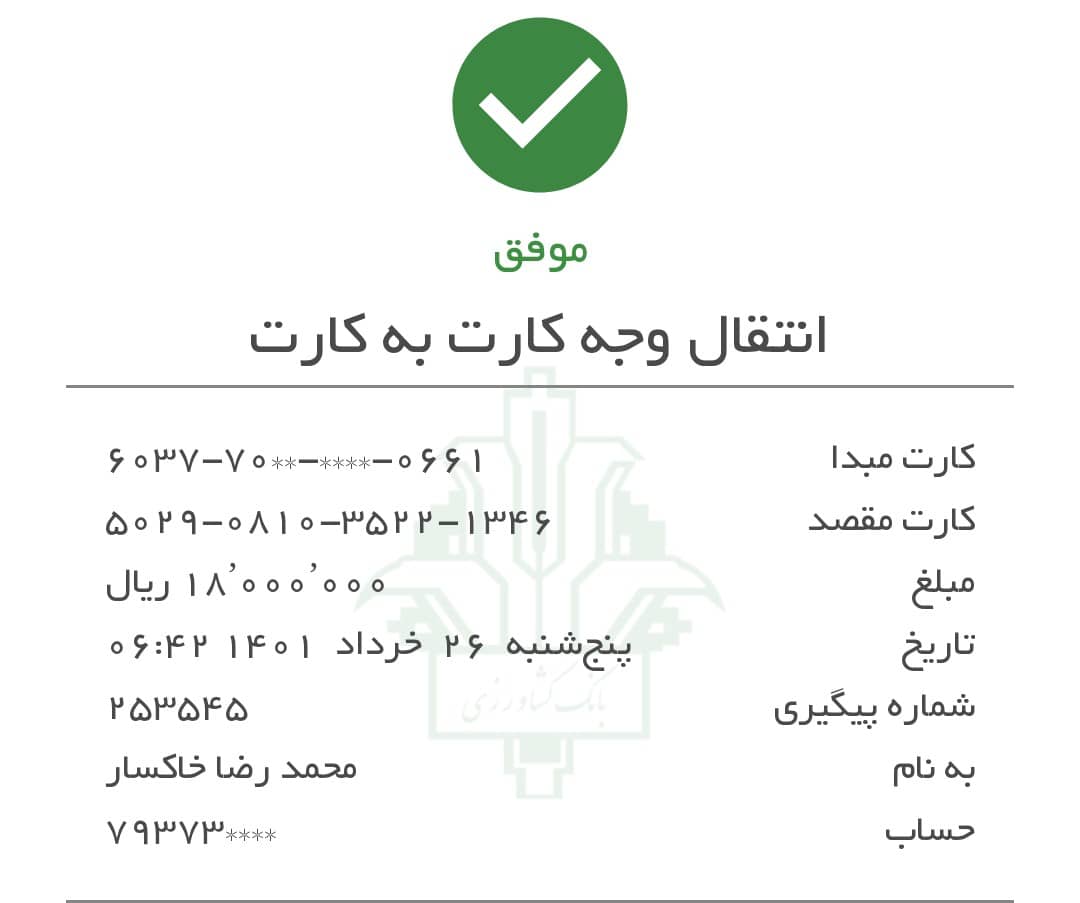 موفق
انتقال وجه کارت به کارت
کارت مبدا ۶۰۳۷-۷۰**-****-۰۶۶۱
کارت مقصد ۵۰۲۹-۰۸۱۰-۳۵۲۲-۱۳۴۶
مبلغ ۱۸٬۰۰۰٬۰۰۰ ریال
تاریخ پنج‌شنبه ۲۶ خرداد ۱۴۰۱ ۰۶:۴۲
شماره پیگیری ۲۵۳۵۴۵
به نام محمد رضا خاکسار
حساب ۷۹۳۷۳****
بانک کشاورزی